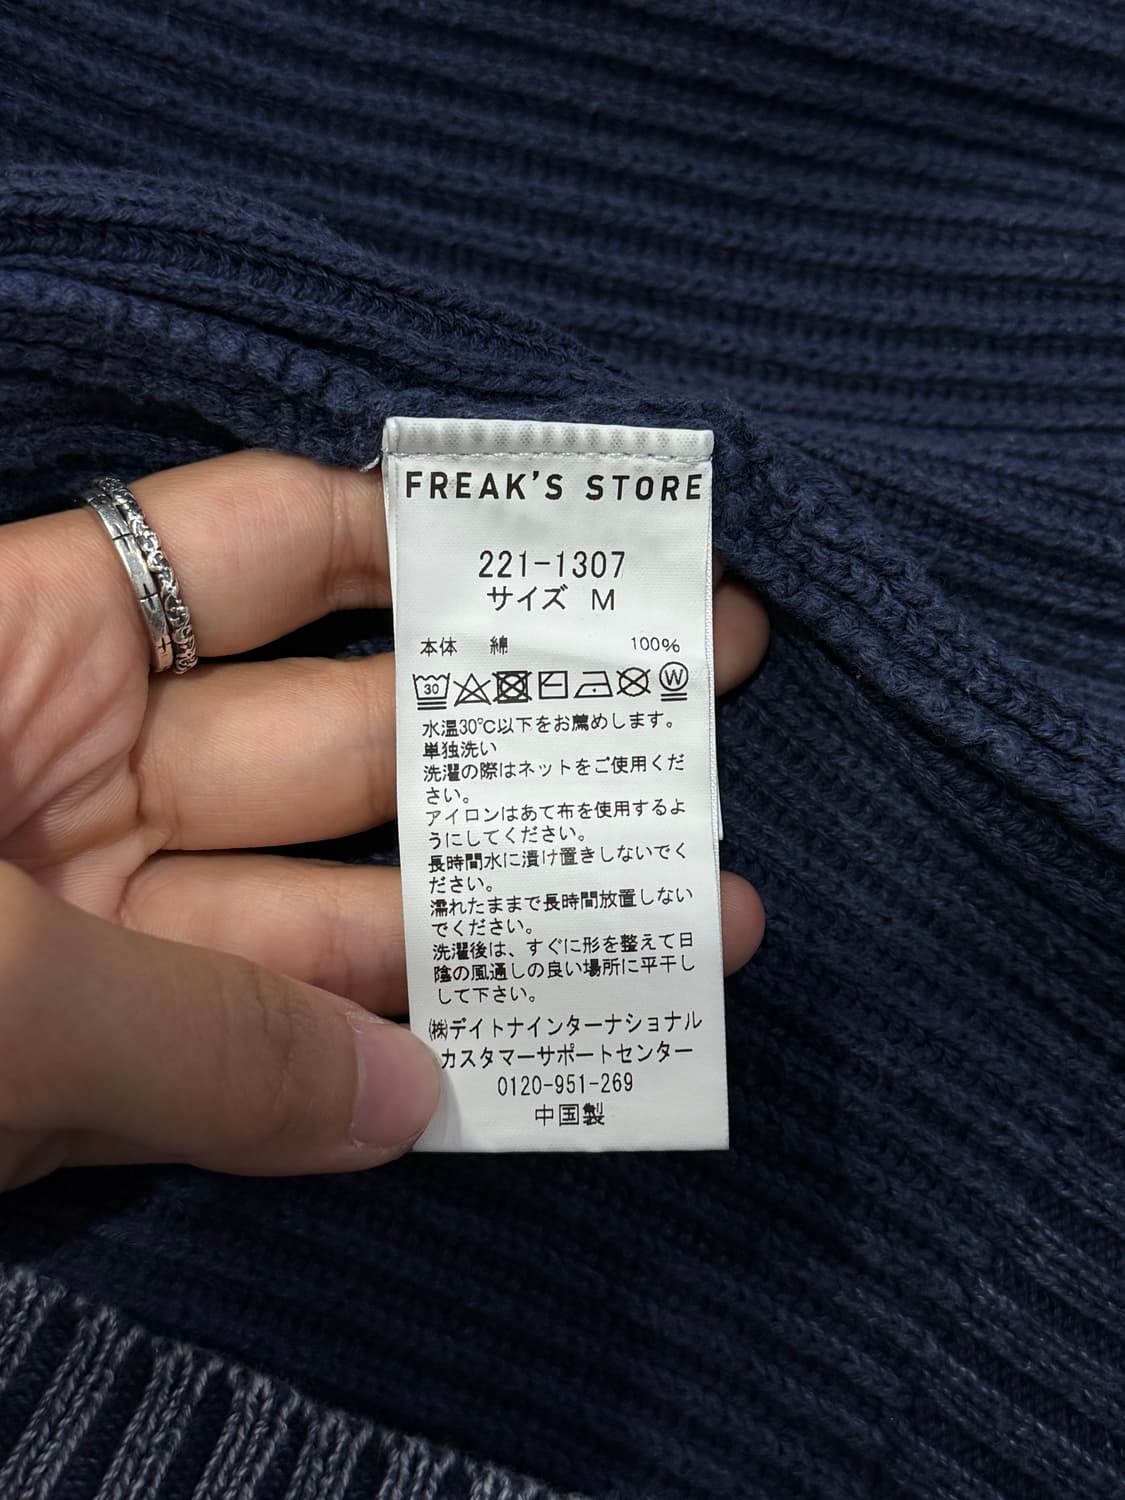 FREAK'S STORE
221-1307
サイズ M
本体 綿 100%
30 W
水温30℃以下をお薦めします。
単独洗い
洗濯の際はネットをご使用くだ
さい。
アイロンはあて布を使用するよ
うにしてください。
長時間水に漬け置きしないでく
ださい。
濡れたままで長時間放置しない
でください。
洗濯後は、すぐに形を整えて日
陰の風通しの良い場所に平干し
して下さい。
㈱デイトナインターナショナル
カスタマーサポートセンター
0120-951-269
中国製